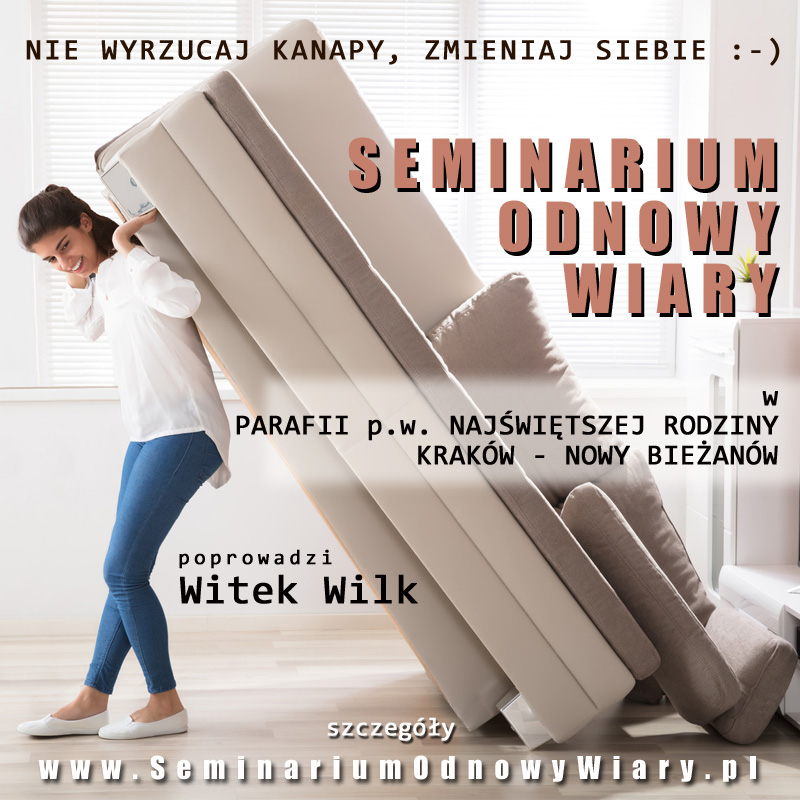 NIE WYRZUCAJ KANAPY, ZMIENIAJ SIEBIE :-)
SEMINARIUM
ODNOWY
WIARY
w
PARAFII p.w. NAJŚWIĘTSZEJ RODZINY
KRAKÓW - NOWY BIEŻANÓW
poprowadzi
Witek Wilk
szczegóły
www.SeminariumOdnowyWiary.pl